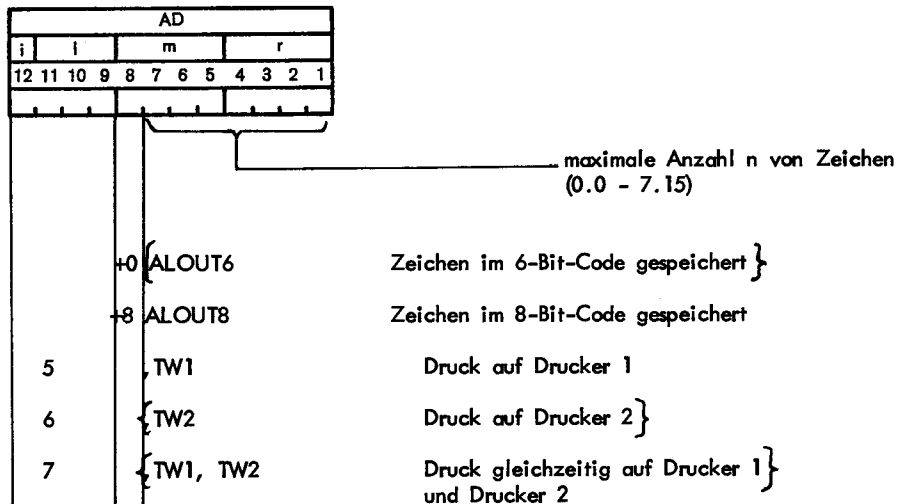 AD
i l m r
12 11 10 9 8 7 6 5 4 3 2 1
maximale Anzahl n von Zeichen
(0.0 - 7.15)
+0 {ALOUT6 Zeichen im 6-Bit-Code gespeichert}
+8 ALOUT8 Zeichen im 8-Bit-Code gespeichert
5 , TW1 Druck auf Drucker 1
6 {, TW2 Druck auf Drucker 2}
7 {, TW1, TW2 Druck gleichzeitig auf Drucker 1}
und Drucker 2